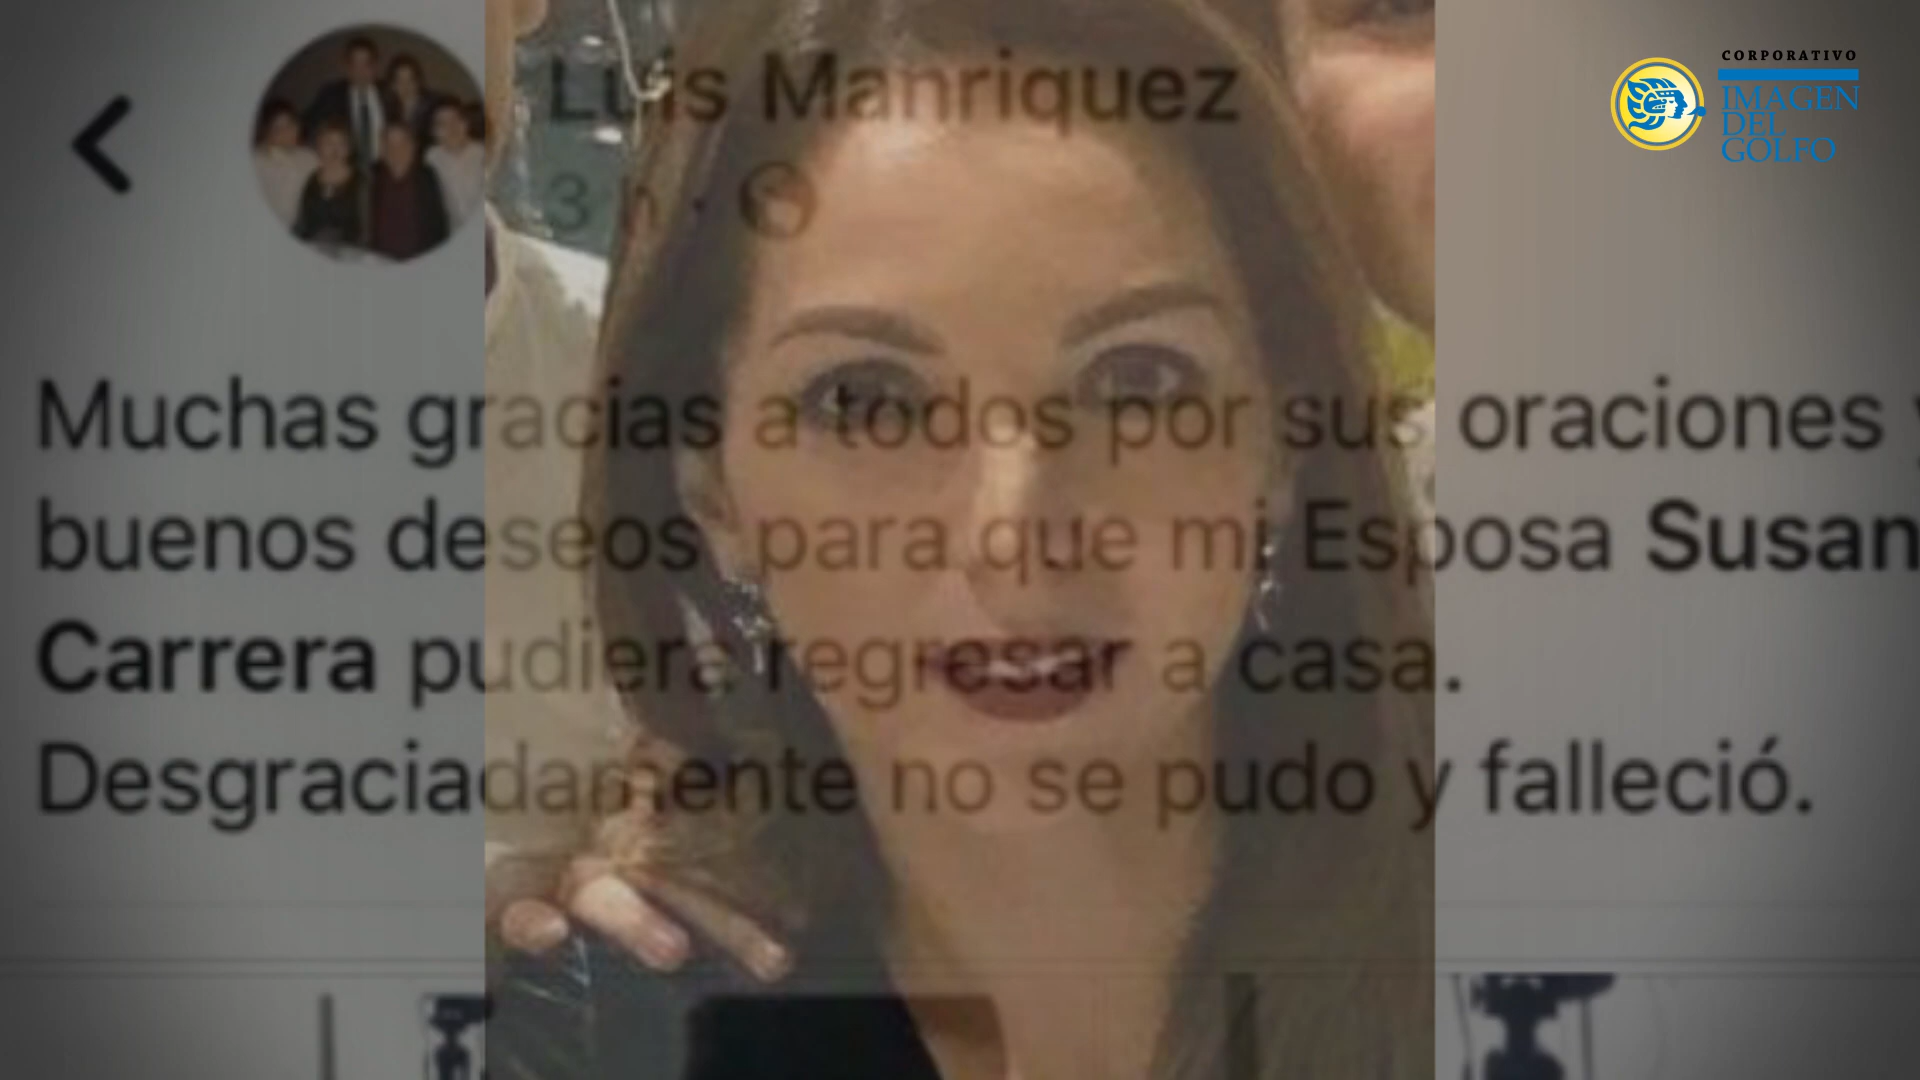 CORPORATIVO
IMAGEN
DEL
GOLFO
Luis Manriquez
3 h ·
Muchas gracias a todos por sus oraciones y
buenos deseos, para que mi Esposa Susan
Carrera pudiera regresar a casa.
Desgraciadamente no se pudo y falleció.